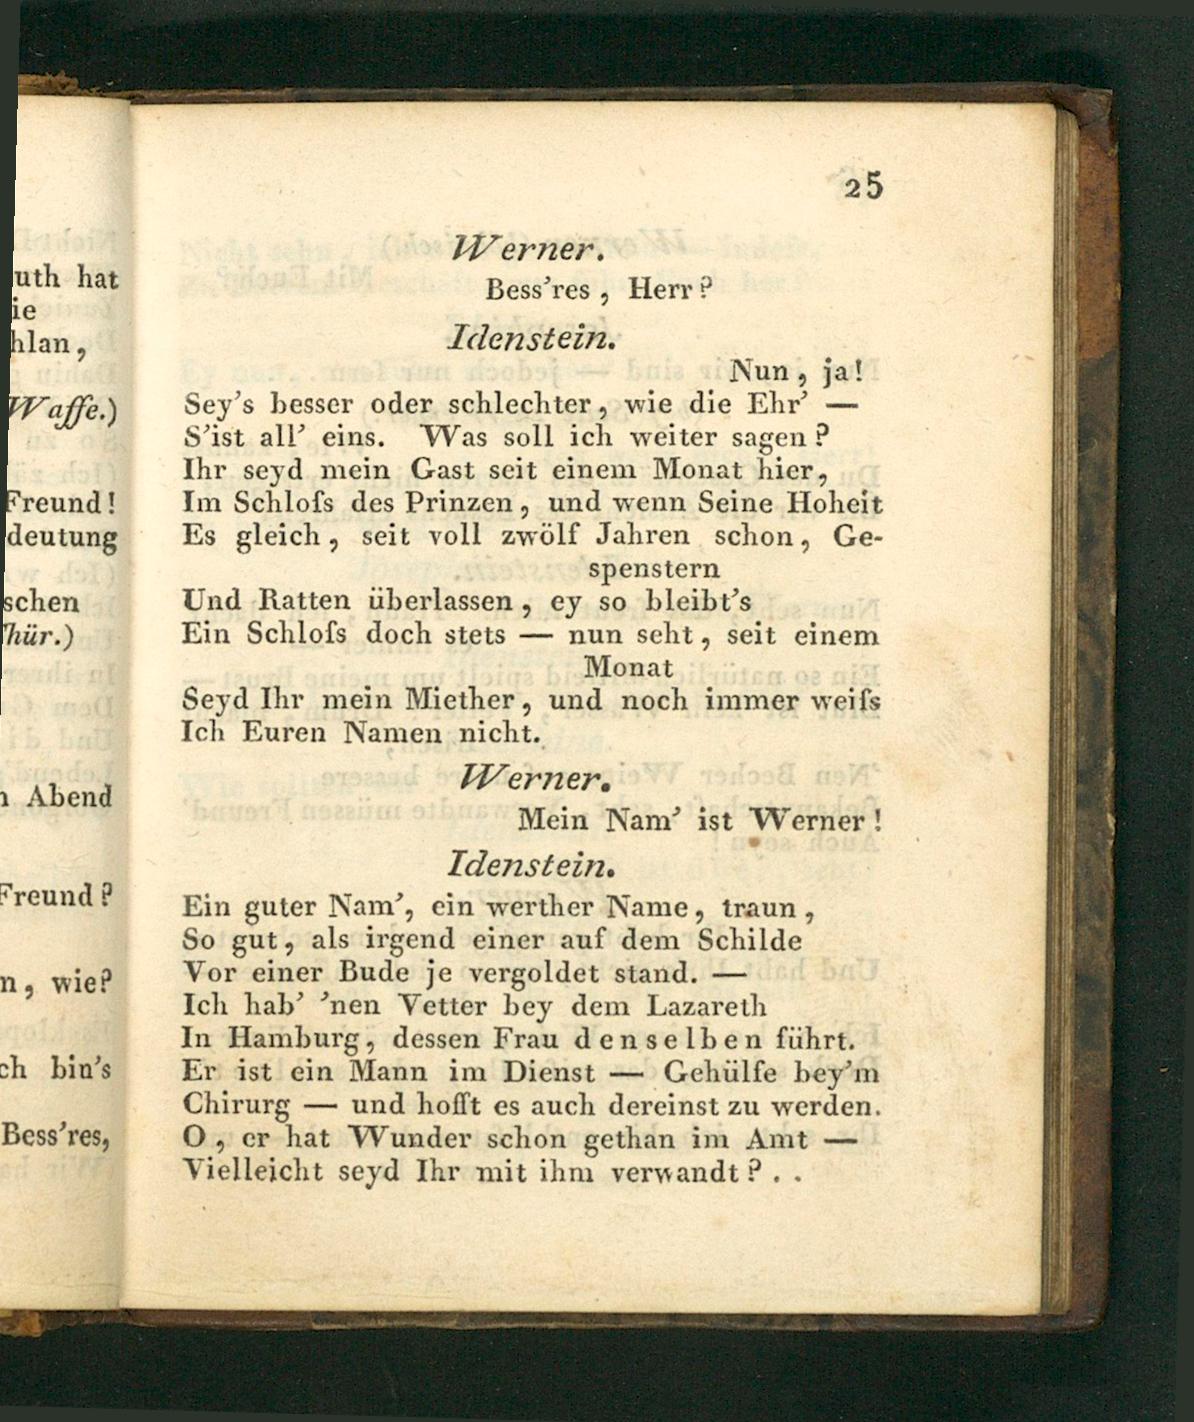 25
Werner.
Bess'res, Herr?
Idenstein.
Nun, ja!
Sey's besser oder schlechter, wie die Ehr' —
S'ist all' eins. Was soll ich weiter sagen?
Ihr seyd mein Gast seit einem Monat hier,
Im Schloſs des Prinzen, und wenn Seine Hoheit
Es gleich, seit voll zwölf Jahren schon, Ge-
spenstern
Und Ratten überlassen, ey so bleibt's
Ein Schloſs doch stets — nun seht, seit einem
Monat
Seyd Ihr mein Miether, und noch immer weiſs
Ich Euren Namen nicht.
Werner.
Mein Nam' ist Werner!
Idenstein.
Ein guter Nam', ein werther Name, traun,
So gut, als irgend einer auf dem Schilde
Vor einer Bude je vergoldet stand. —
Ich hab' 'nen Vetter bey dem Lazareth
In Hamburg, dessen Frau denselben führt.
Er ist ein Mann im Dienst — Gehülfe bey'm
Chirurg — und hofft es auch dereinst zu werden.
O, er hat Wunder schon gethan im Amt —
Vielleicht seyd Ihr mit ihm verwandt? . .
uth hat
ie
hlan,
Waffe.)
Freund!
deutung
schen
hür.)
Abend
Freund?
n, wie?
ch bin's
Bess'res,